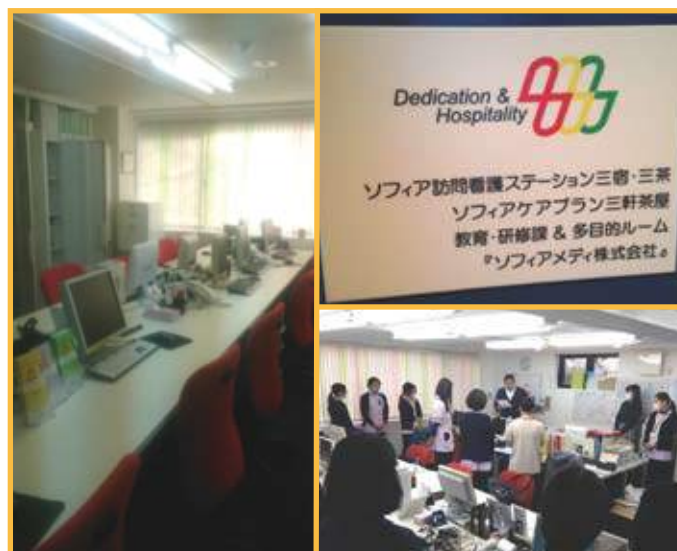 Dedication &
Hospitality
ソフィア訪問看護ステーション三宿・三茶
ソフィアケアプラン三軒茶屋
教育・研修課 & 多目的ルーム
『ソフィアメディ株式会社』